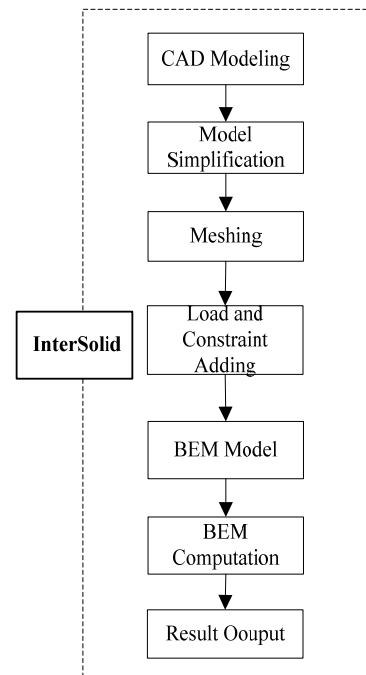 CAD Modeling
Model
Simplification
Meshing
Load and
Constraint
Adding
InterSolid
BEM Model
BEM
Computation
Result Oouput